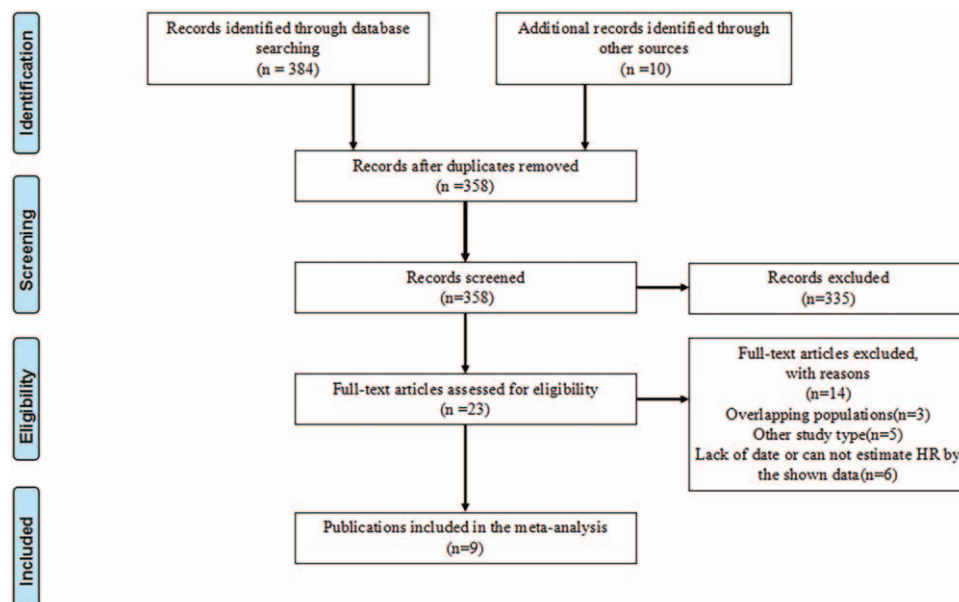 Identification
Records identified through database
searching
(n = 384)
Additional records identified through
other sources
(n =10)
Records after duplicates removed
(n =358)
Screening
Records screened
(n=358)
Records excluded
(n=335)
Eligibility
Full-text articles assessed for eligibility
(n =23)
Full-text articles excluded,
with reasons
(n=14)
Overlapping populations(n=3)
Other study type(n=5)
Lack of date or can not estimate HR by
the shown data(n=6)
Included
Publications included in the meta-analysis
(n=9)